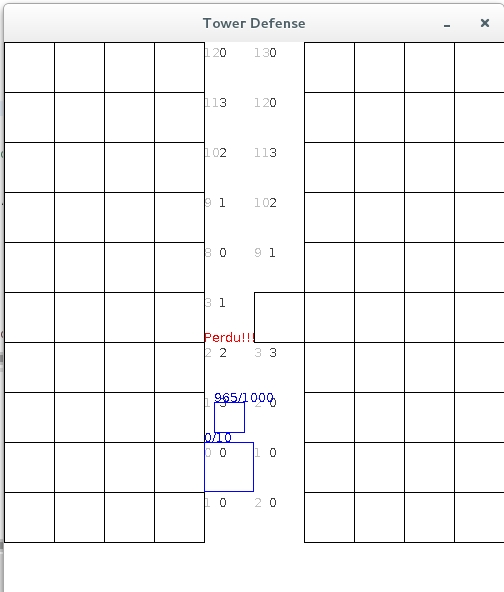 Tower Defense
12 0 13 0
11 3 12 0
10 2 11 3
9 1 10 2
8 0 9 1
3 1
Perdu!!!
2 2 3 3
965/1000
1 3 2 0
0/10
0 0 1 0
1 0 2 0